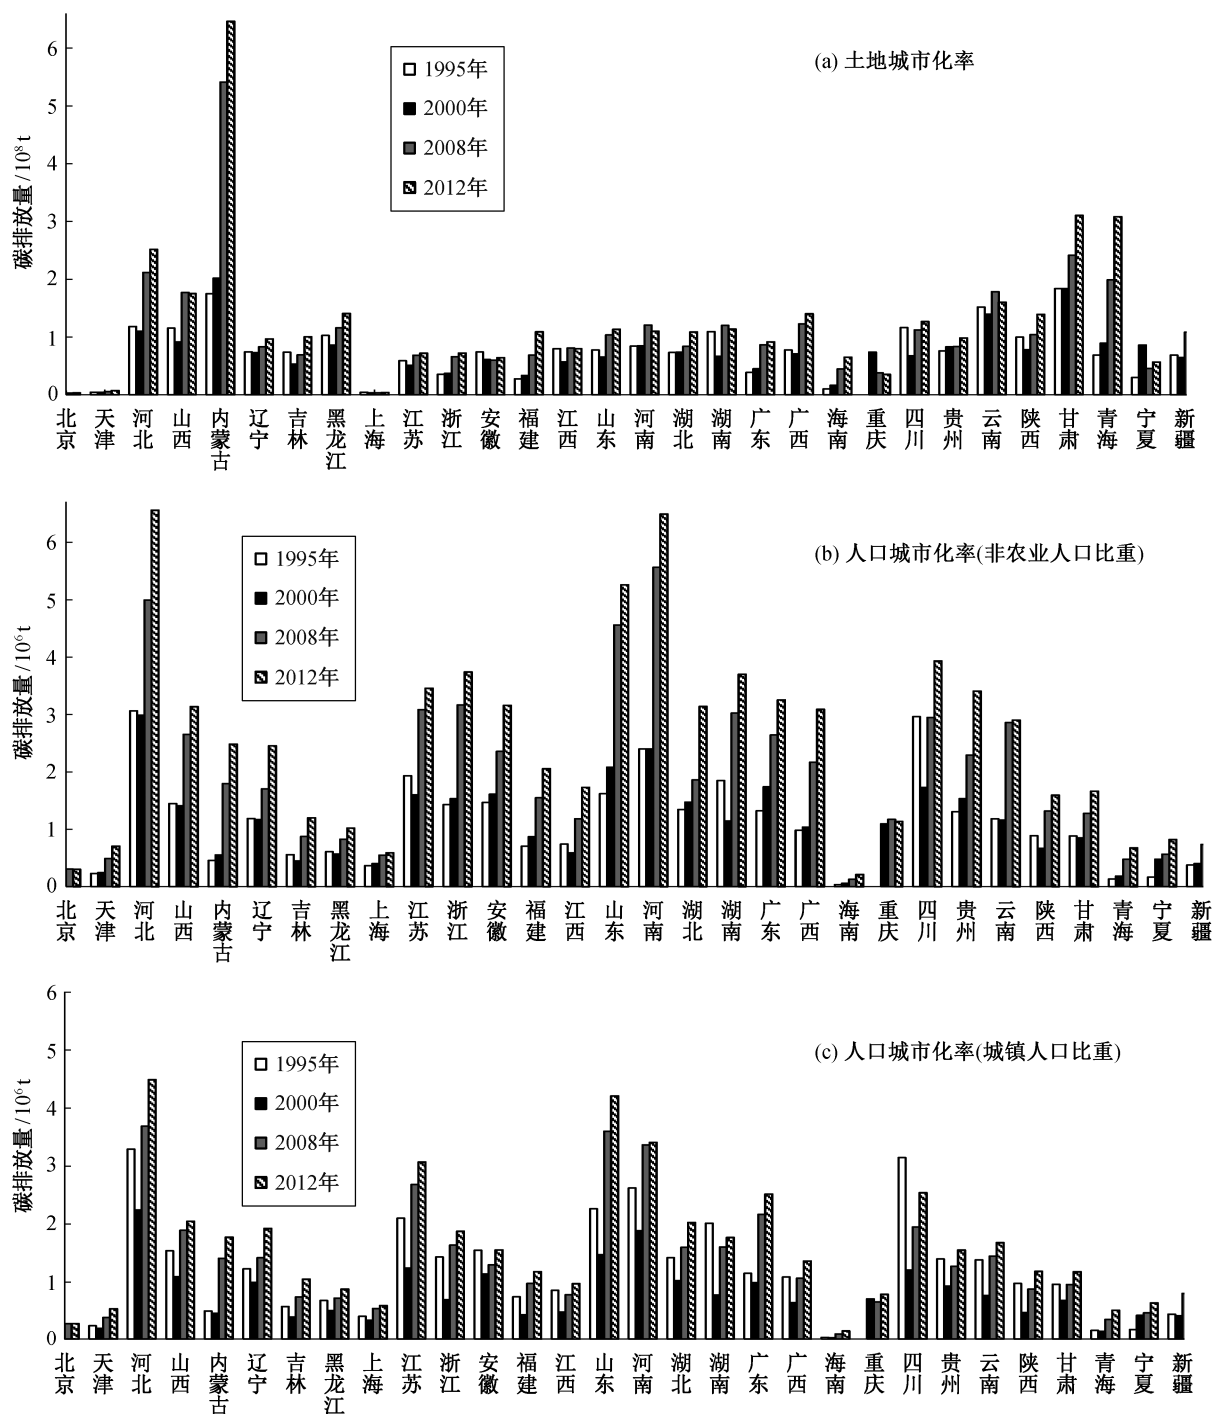 (a) 土地城市化率
碳排放量/10⁸ t
6
5
4
3
2
1
0
1995年
2000年
2008年
2012年
北京 天津 河北 山西 内蒙古 辽宁 吉林 黑龙江 上海 江苏 浙江 安徽 福建 江西 山东 河南 湖北 湖南 广东 广西 海南 重庆 四川 贵州 云南 陕西 甘肃 青海 宁夏 新疆
(b) 人口城市化率(非农业人口比重)
碳排放量/10⁶ t
6
5
4
3
2
1
0
1995年
2000年
2008年
2012年
北京 天津 河北 山西 内蒙古 辽宁 吉林 黑龙江 上海 江苏 浙江 安徽 福建 江西 山东 河南 湖北 湖南 广东 广西 海南 重庆 四川 贵州 云南 陕西 甘肃 青海 宁夏 新疆
(c) 人口城市化率(城镇人口比重)
碳排放量/10⁶ t
6
5
4
3
2
1
0
1995年
2000年
2008年
2012年
北京 天津 河北 山西 内蒙古 辽宁 吉林 黑龙江 上海 江苏 浙江 安徽 福建 江西 山东 河南 湖北 湖南 广东 广西 海南 重庆 四川 贵州 云南 陕西 甘肃 青海 宁夏 新疆